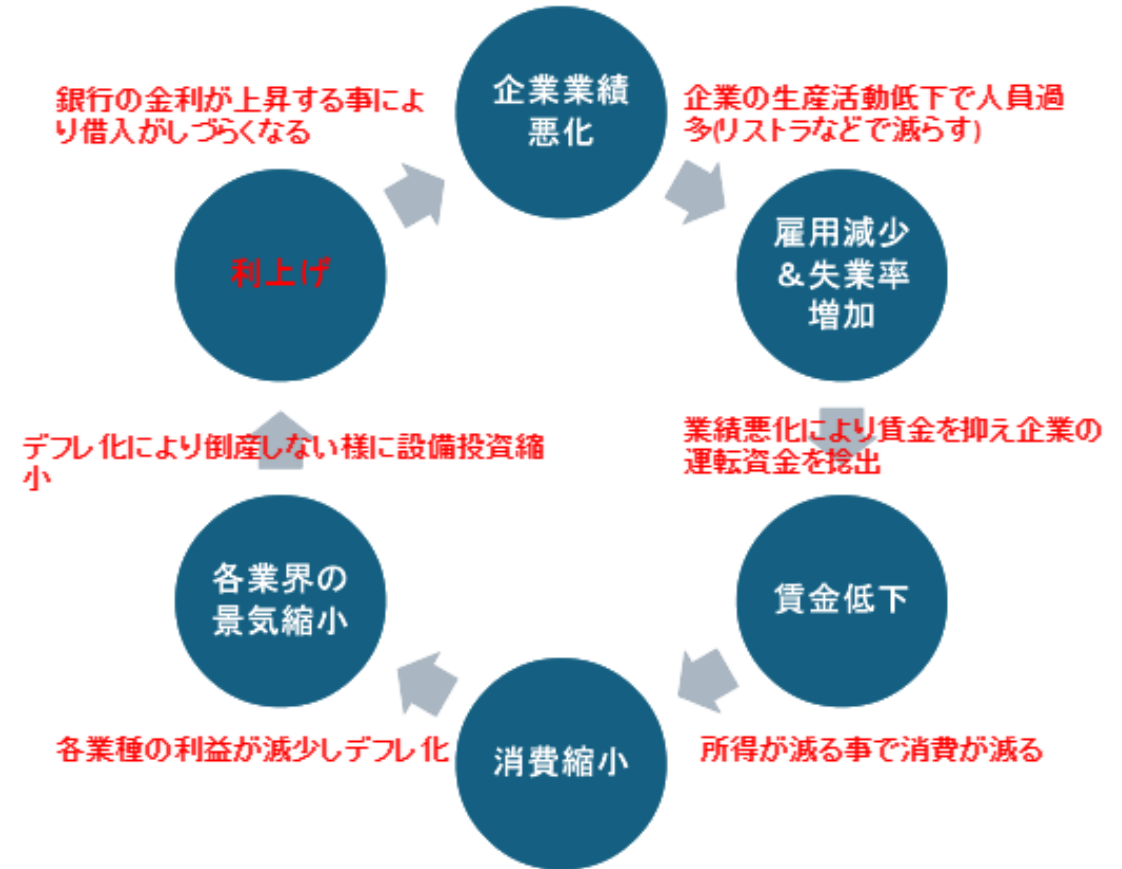 銀行の金利が上昇する事によ
り借入がしづらくなる
企業業績
悪化
企業の生産活動低下で人員過
多(リストラなどで減らす)
利上げ
雇用減少
&失業率
増加
デフレ化により倒産しない様に設備投資縮
小
業績悪化により賃金を抑え企業の
運転資金を捻出
各業界の
景気縮小
賃金低下
各業種の利益が減少しデフレ化
消費縮小
所得が減る事で消費が減る